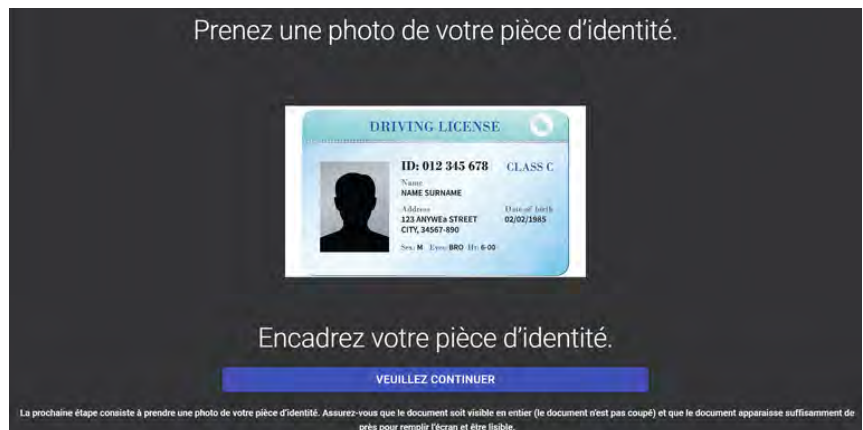 Prenez une photo de votre pièce d'identité.
DRIVING LICENSE
ID: 012 345 678 CLASS C
Name
NAME SURNAME
Address Date of birth
123 ANYWEa STREET 02/02/1985
CITY, 34567-890
Sex: M Eyes: BRO Ht: 6-00
Encadrez votre pièce d'identité.
VEUILLEZ CONTINUER
La prochaine étape consiste à prendre une photo de votre pièce d'identité. Assurez-vous que le document soit visible en entier (le document n'est pas coupé) et que le document apparaisse suffisamment de
près pour remplir l'écran et être lisible.